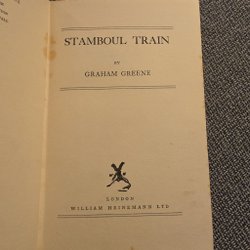 STAMBOUL TRAIN
BY
GRAHAM GREENE
LONDON
WILLIAM HEINEMANN LTD